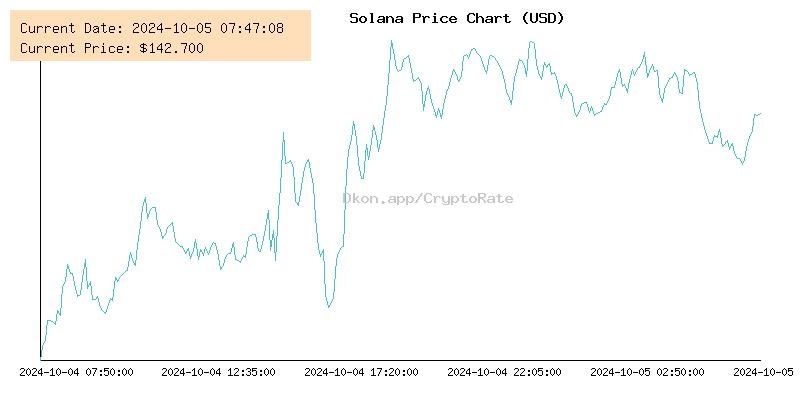 Solana Price Chart (USD)
Current Date: 2024-10-05 07:47:08
Current Price: $142.700
Dkon.app/CryptoRate
2024-10-04 07:50:00
2024-10-04 12:35:00
2024-10-04 17:20:00
2024-10-04 22:05:00
2024-10-05 02:50:00
2024-10-05